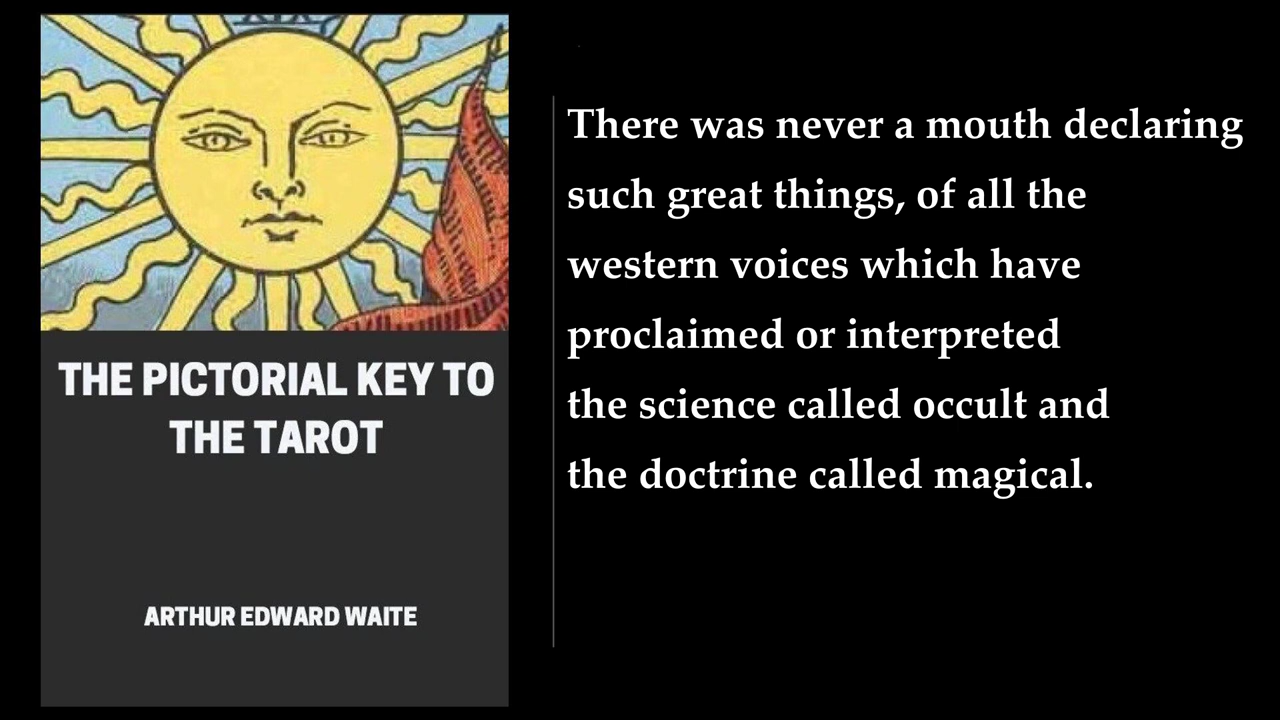 XIX
THE PICTORIAL KEY TO
THE TAROT
ARTHUR EDWARD WAITE
There was never a mouth declaring
such great things, of all the
western voices which have
proclaimed or interpreted
the science called occult and
the doctrine called magical.